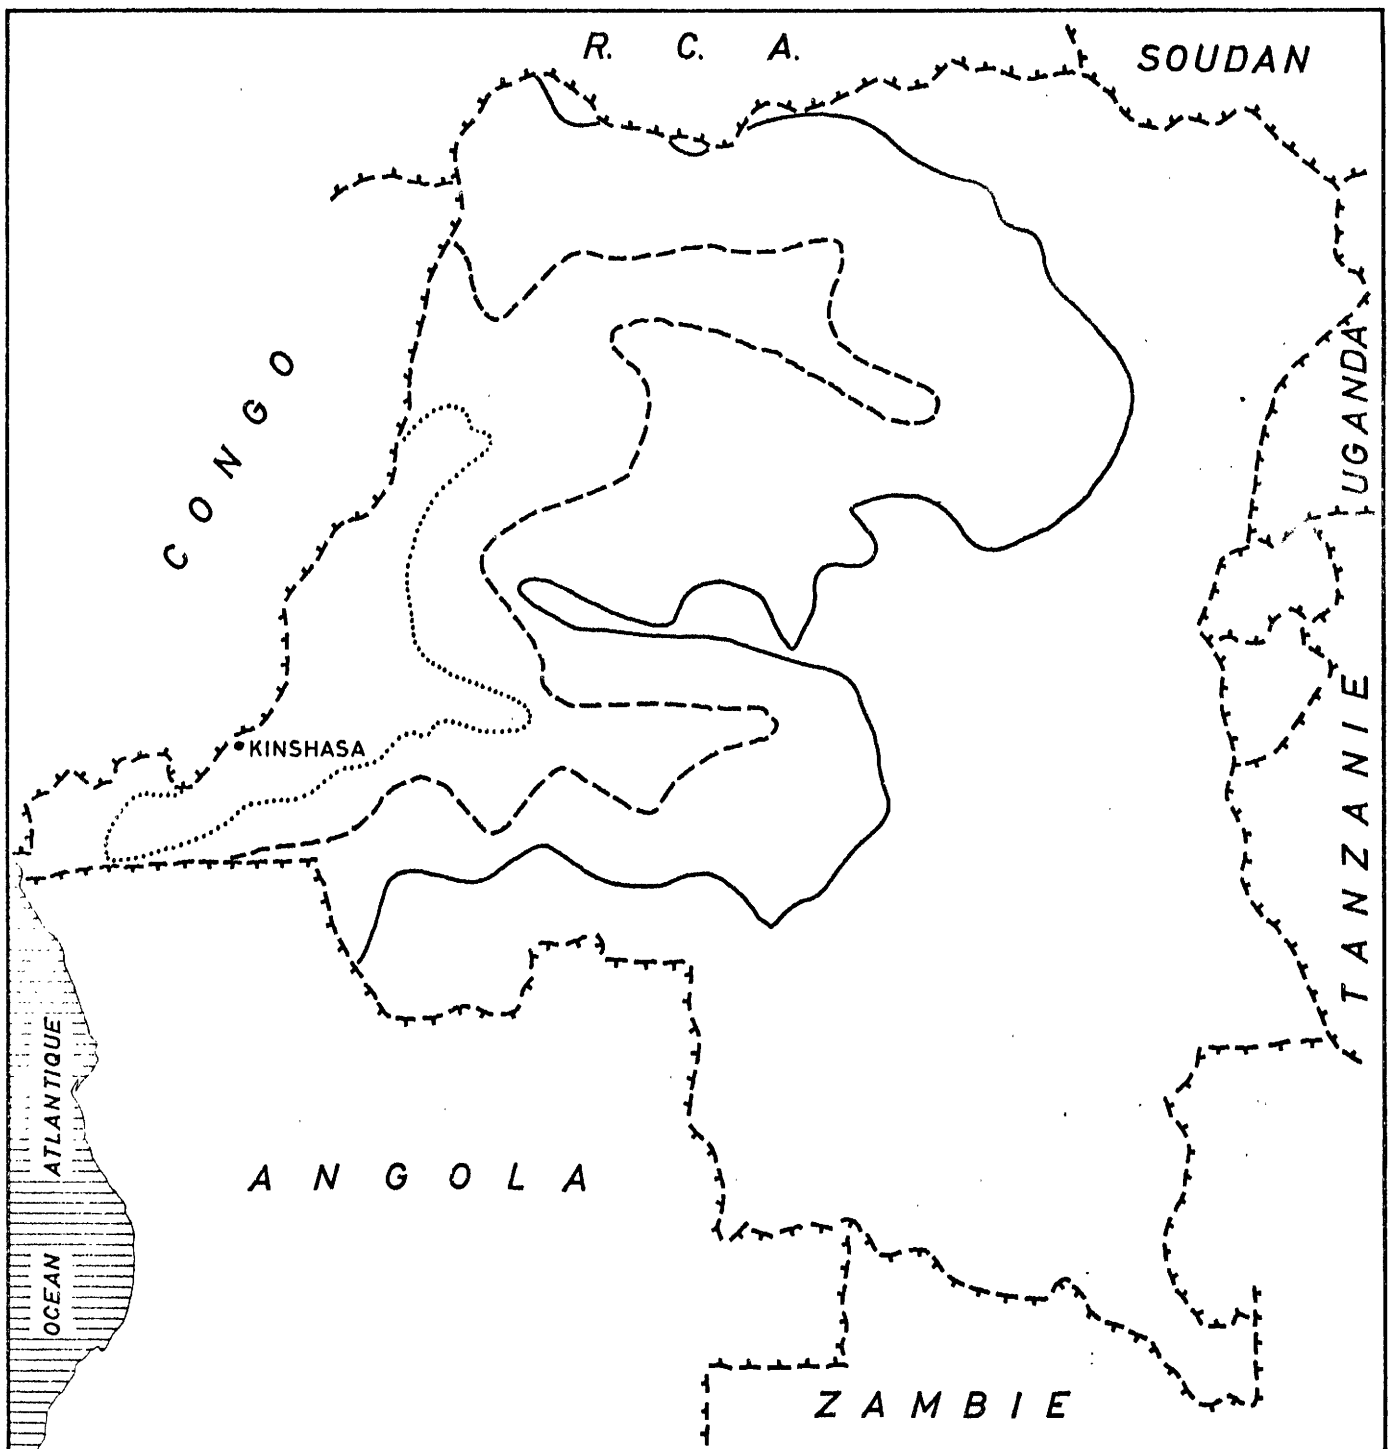 R. C. A.
SOUDAN
CONGO
UGANDA
KINSHASA
TANZANIE
OCEAN ATLANTIQUE
ANGOLA
ZAMBIE